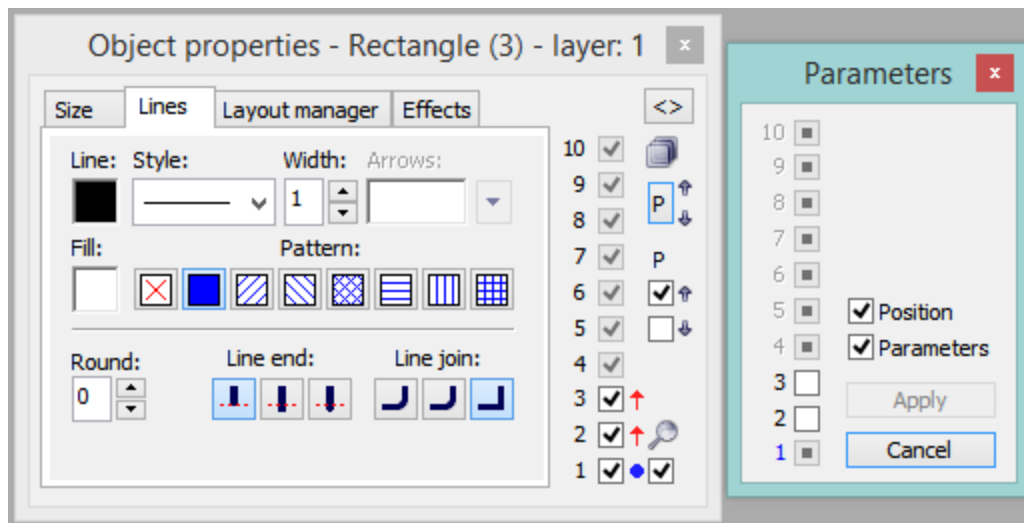 Object properties - Rectangle (3) - layer: 1
x
Size
Lines
Layout manager
Effects
<>
Line:
Style:
Width:
Arrows:
1
Fill:
Pattern:
Round:
Line end:
Line join:
0
10
9
8
P
7
P
6
5
4
3
2
1
Parameters
x
10
9
8
7
6
5
Position
4
Parameters
3
Apply
2
1
Cancel